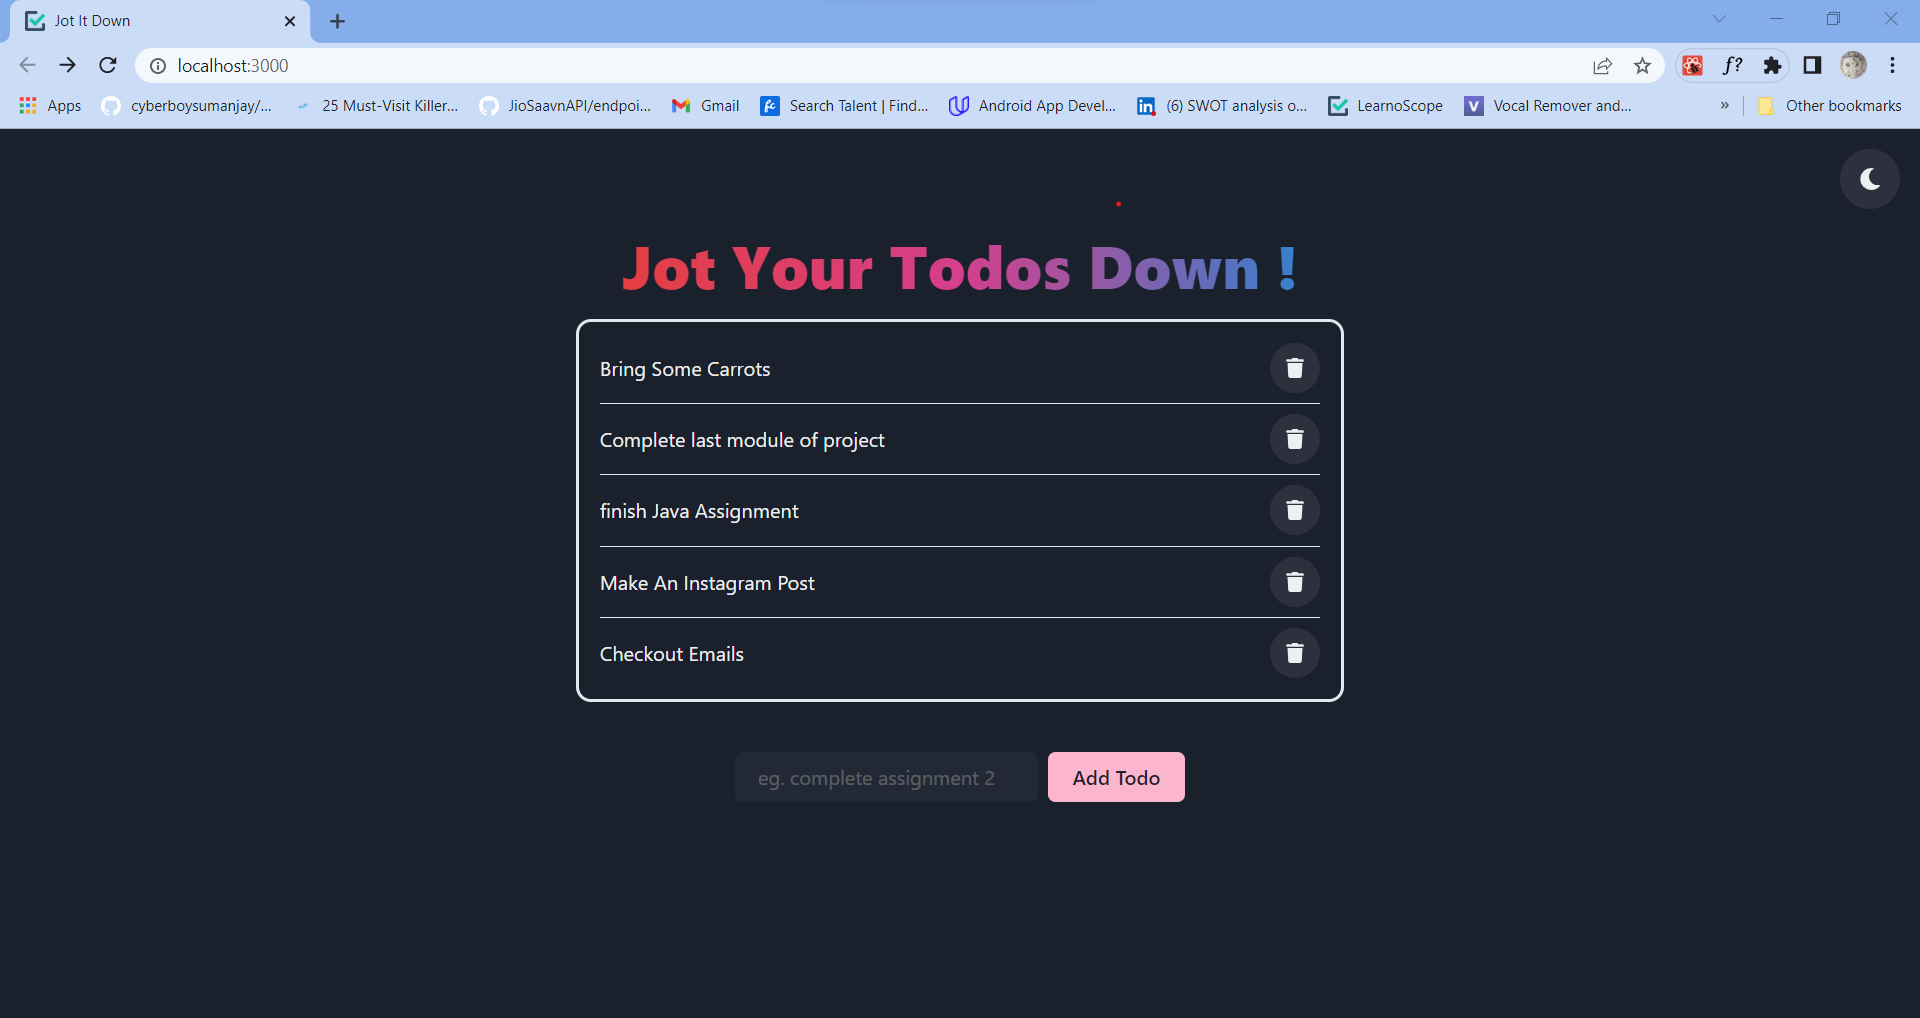 Jot It Down
localhost:3000
Apps
cyberboysumanjay/...
25 Must-Visit Killer...
JioSaavnAPI/endpoi...
Gmail
fc
Search Talent | Find...
Android App Devel...
in
(6) SWOT analysis o...
LearnoScope
V
Vocal Remover and...
»
Other bookmarks
f?
Jot Your Todos Down !
Bring Some Carrots
Complete last module of project
finish Java Assignment
Make An Instagram Post
Checkout Emails
eg. complete assignment 2
Add Todo